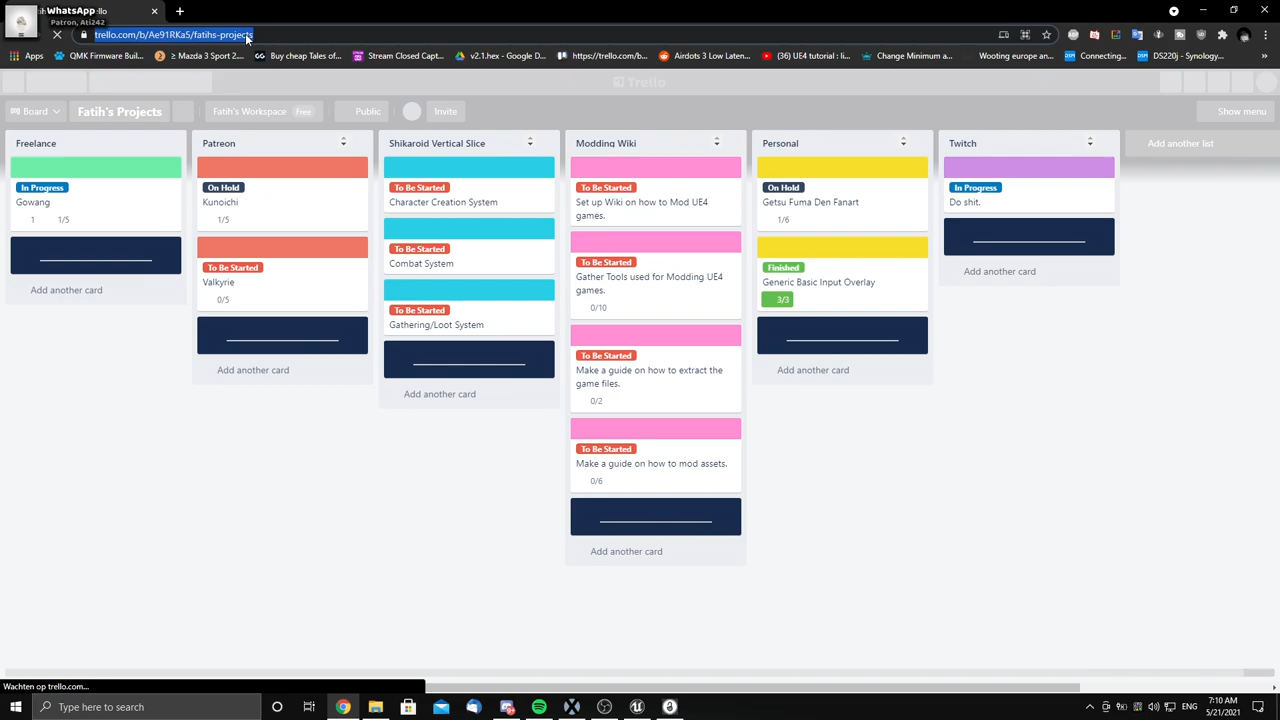 WhatsApp
llo
Patron, Ati242
trello.com/b/Ae91RKa5/fatihs-projects
Apps
QMK Firmware Buil...
≥ Mazda 3 Sport 2....
Buy cheap Tales of...
Stream Closed Capt...
v2.1.hex - Google D...
https://trello.com/b...
Airdots 3 Low Laten...
(36) UE4 tutorial : li...
Change Animation m...
Connecting...
DS220j - Synology...
Trello
Board
Fatih's Projects
Fatih's Workspace
Free
Public
Invite
Show menu
Freelance
In Progress
Gowang
1
1/5
Add another card
Patreon
On Hold
Kunoichi
1/5
To Be Started
Valkyrie
0/5
Add another card
Shikaroid Vertical Slice
To Be Started
Character Creation System
To Be Started
Combat System
To Be Started
Gathering/Loot System
Add another card
Modding Wiki
To Be Started
Set up Wiki on how to Mod UE4
games.
To Be Started
Gather Tools used for Modding UE4
games.
0/10
To Be Started
Make a guide on how to extract the
game files.
0/2
To Be Started
Make a guide on how to mod assets.
0/6
Add another card
Personal
On Hold
Getsu Fuma Den Fanart
1/6
Finished
Generic Basic Input Overlay
3/3
Add another card
Twitch
In Progress
Do shit.
Add another card
Add another list
Wachten op trello.com...
Type here to search
ENG
7:10 AM
5/21/2021